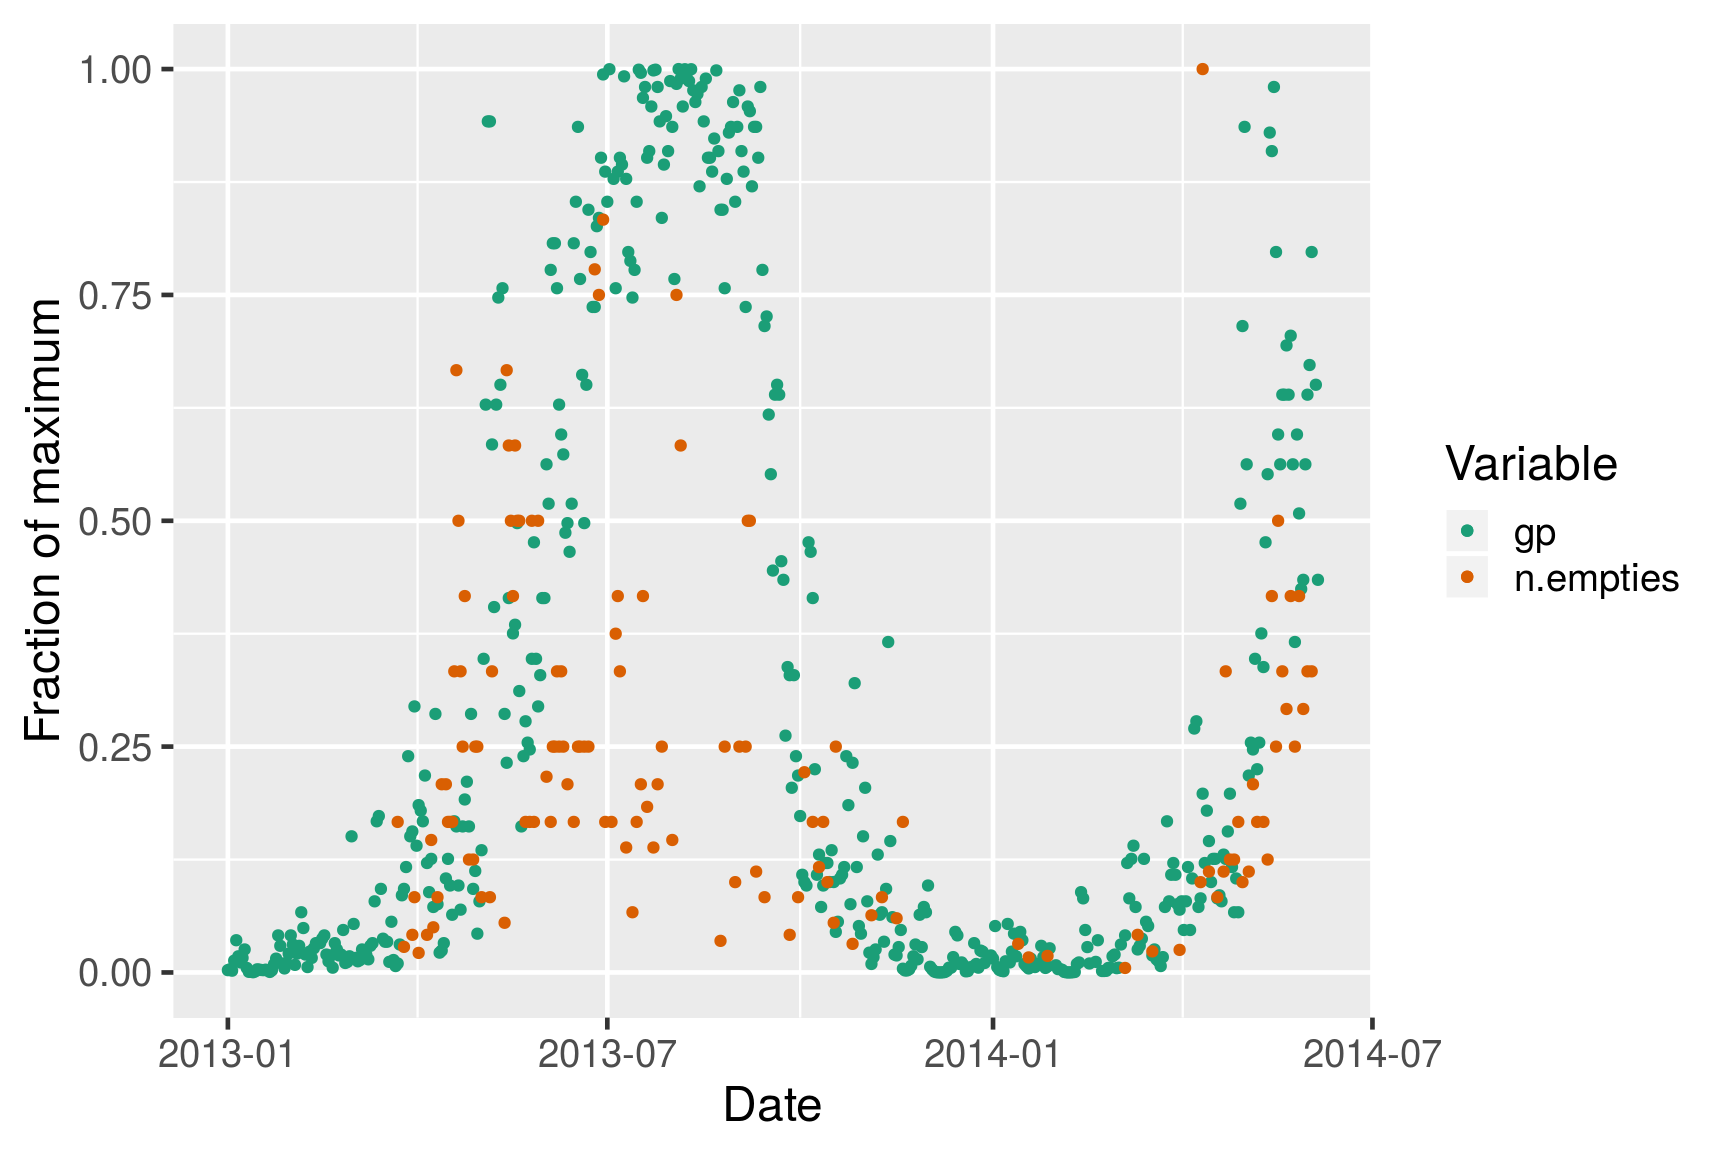 1.00
0.75
0.50
0.25
0.00
Fraction of maximum
2013-01
2013-07
2014-01
2014-07
Date
Variable
gp
n.empties